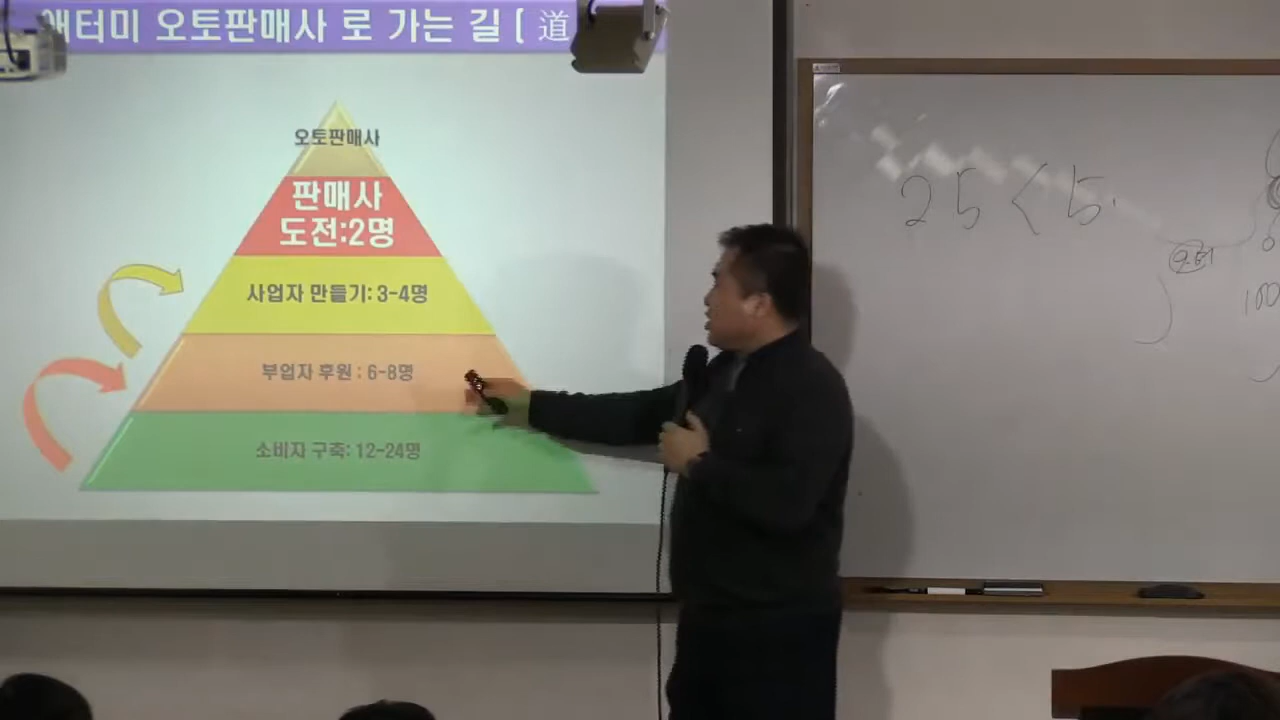 애터미 오토판매사 로 가는 길 [ 道
오토판매사
판매사
도전:2명
사업자 만들기: 3-4명
부업자 후원 : 6-8명
소비자 구축: 12-24명
25 < 5.
100